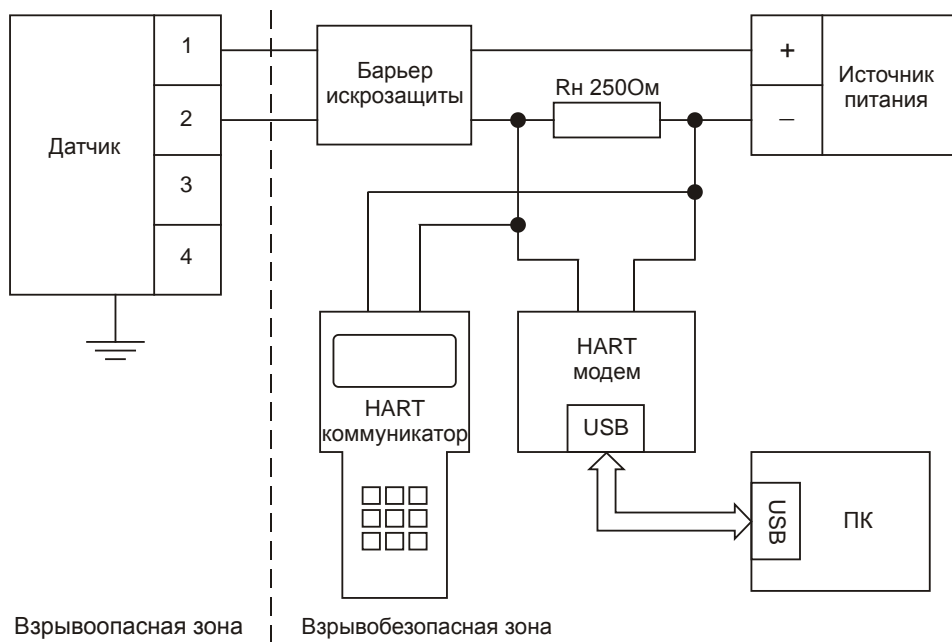 Датчик
1
2
3
4
Барьер
искрозащиты
Rн 250Ом
+
–
Источник
питания
HART
коммуникатор
HART
модем
USB
USB
ПК
Взрывоопасная зона
Взрывобезопасная зона